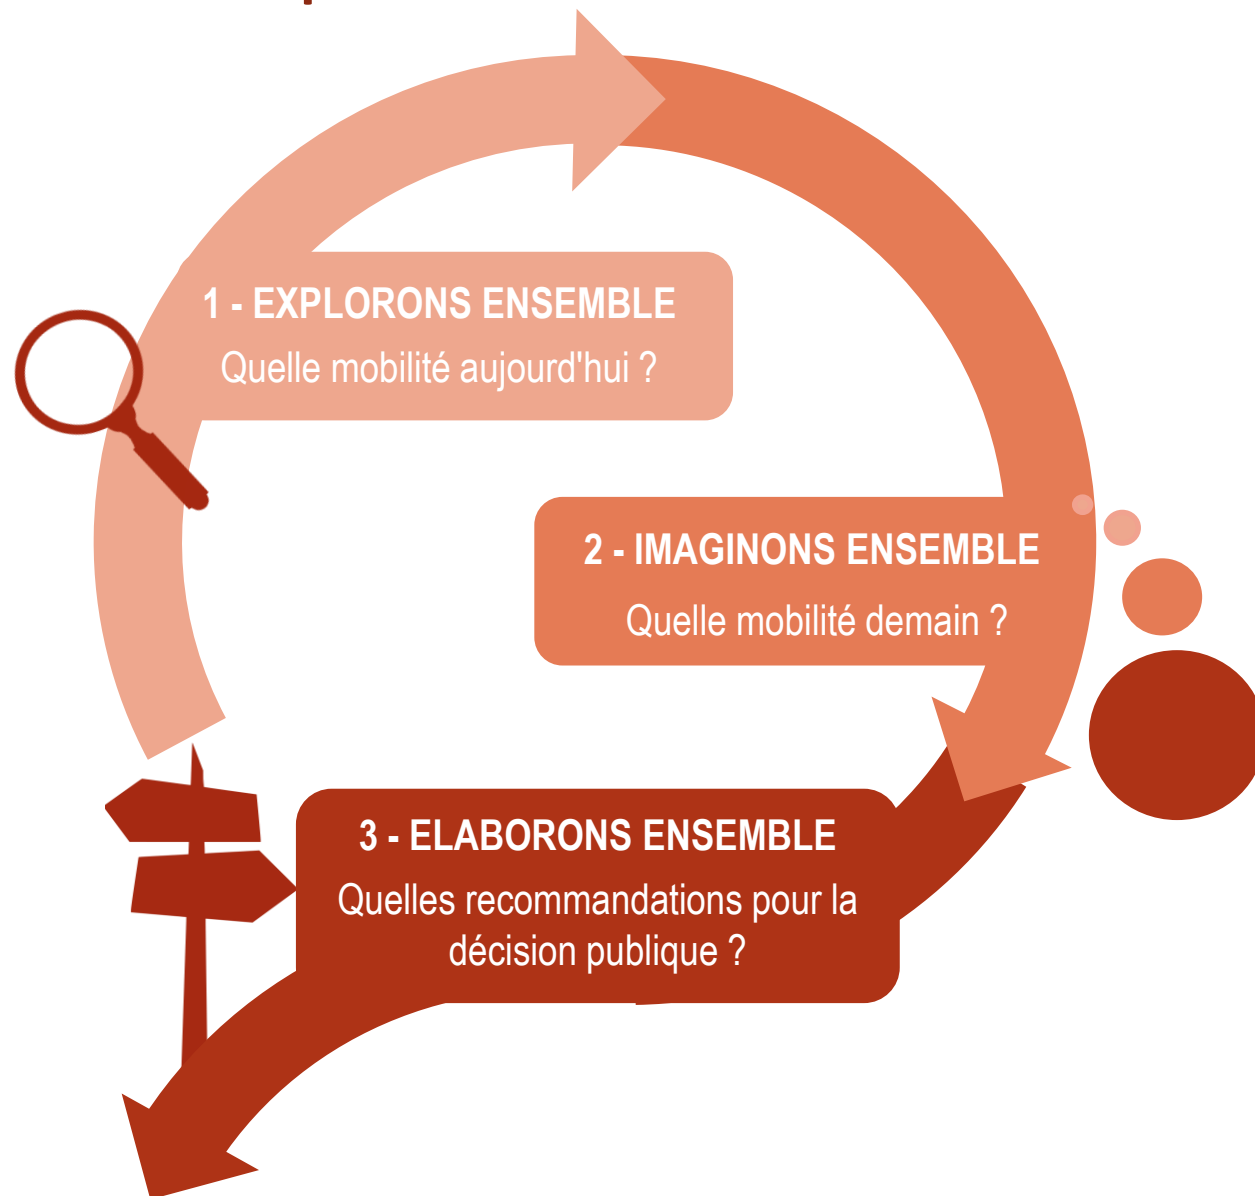 1 - EXPLORONS ENSEMBLE
Quelle mobilité aujourd'hui ?
2 - IMAGINONS ENSEMBLE
Quelle mobilité demain ?
3 - ELABORONS ENSEMBLE
Quelles recommandations pour la
décision publique ?